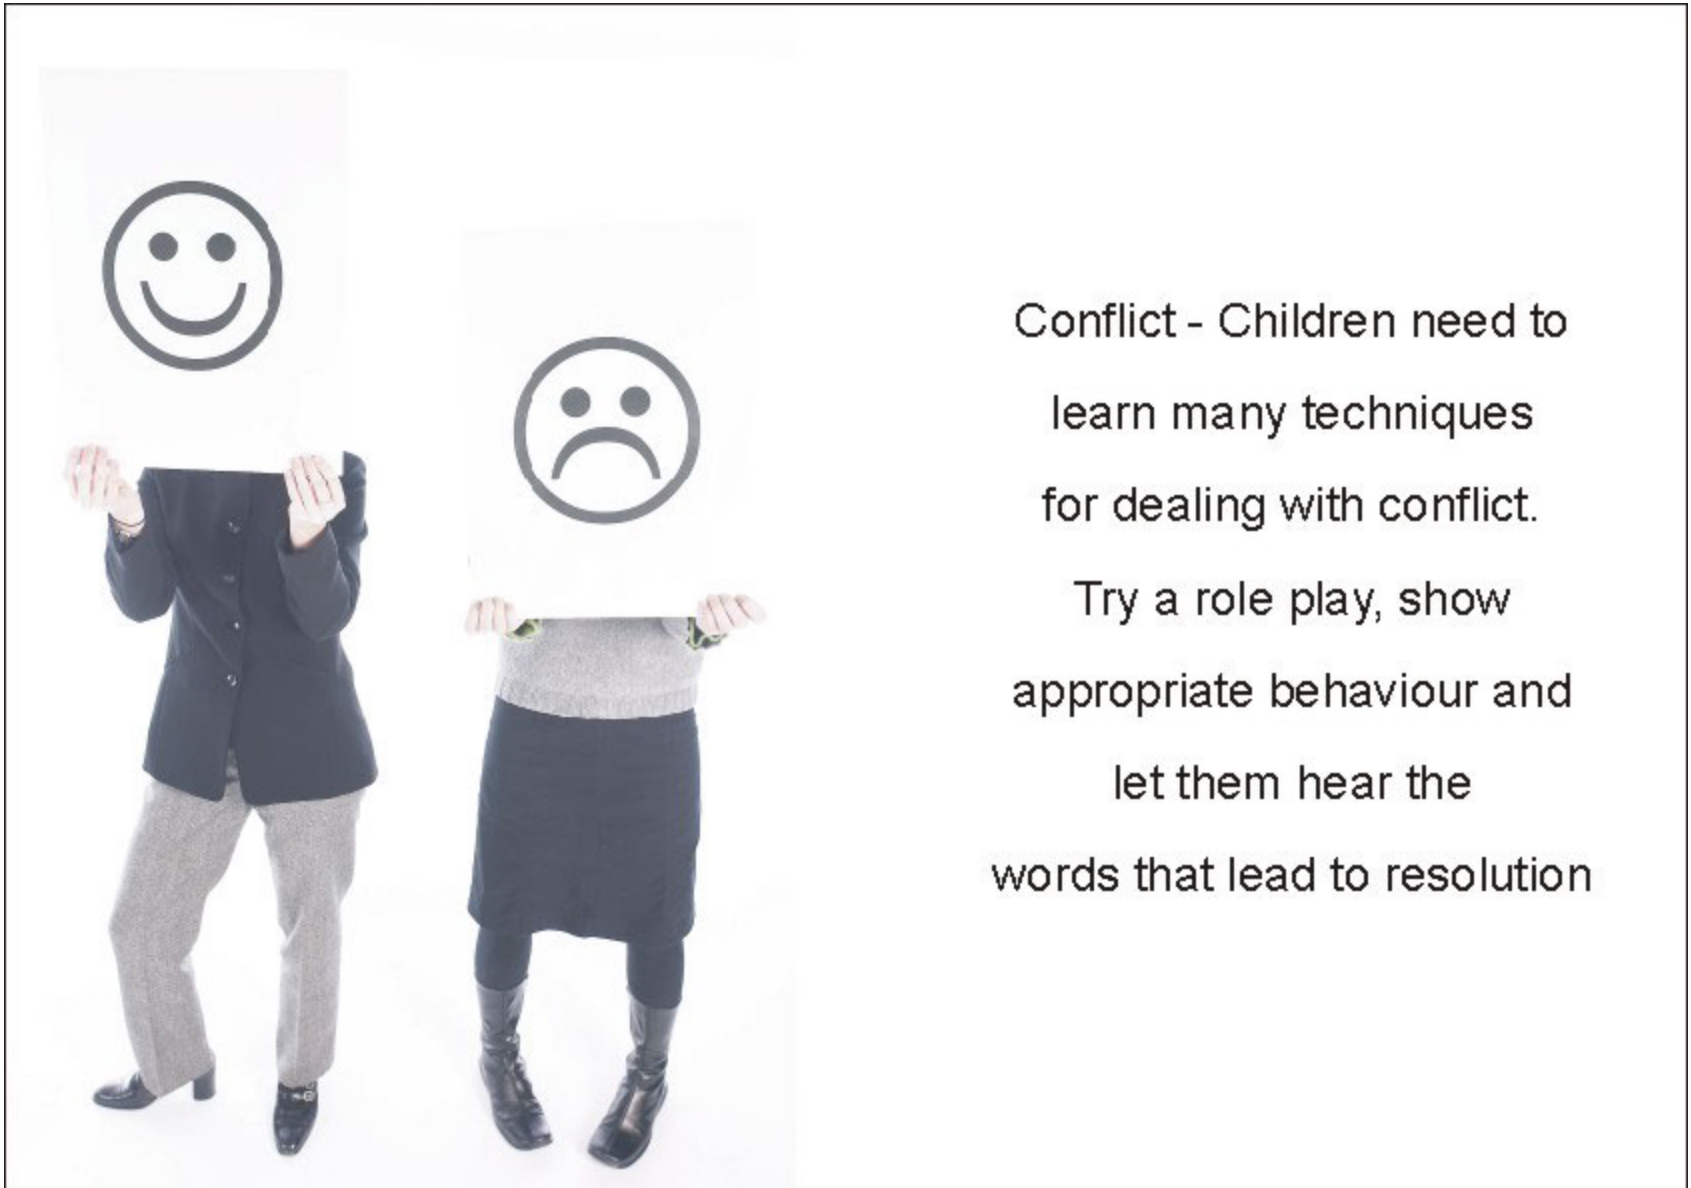 Conflict - Children need to
learn many techniques
for dealing with conflict.
Try a role play, show
appropriate behaviour and
let them hear the
words that lead to resolution